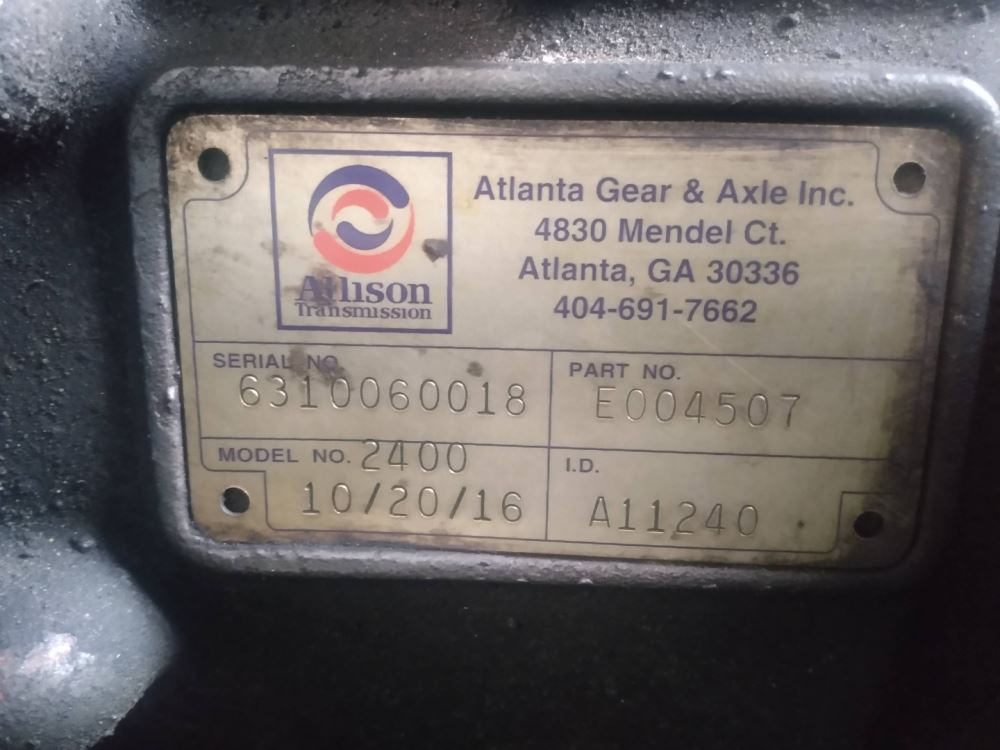 Allison
Transmission
Atlanta Gear & Axle Inc.
4830 Mendel Ct.
Atlanta, GA 30336
404-691-7662
SERIAL NO.
6310060018
PART NO.
E004507
MODEL NO. 2400
10/20/16
I.D.
A11240